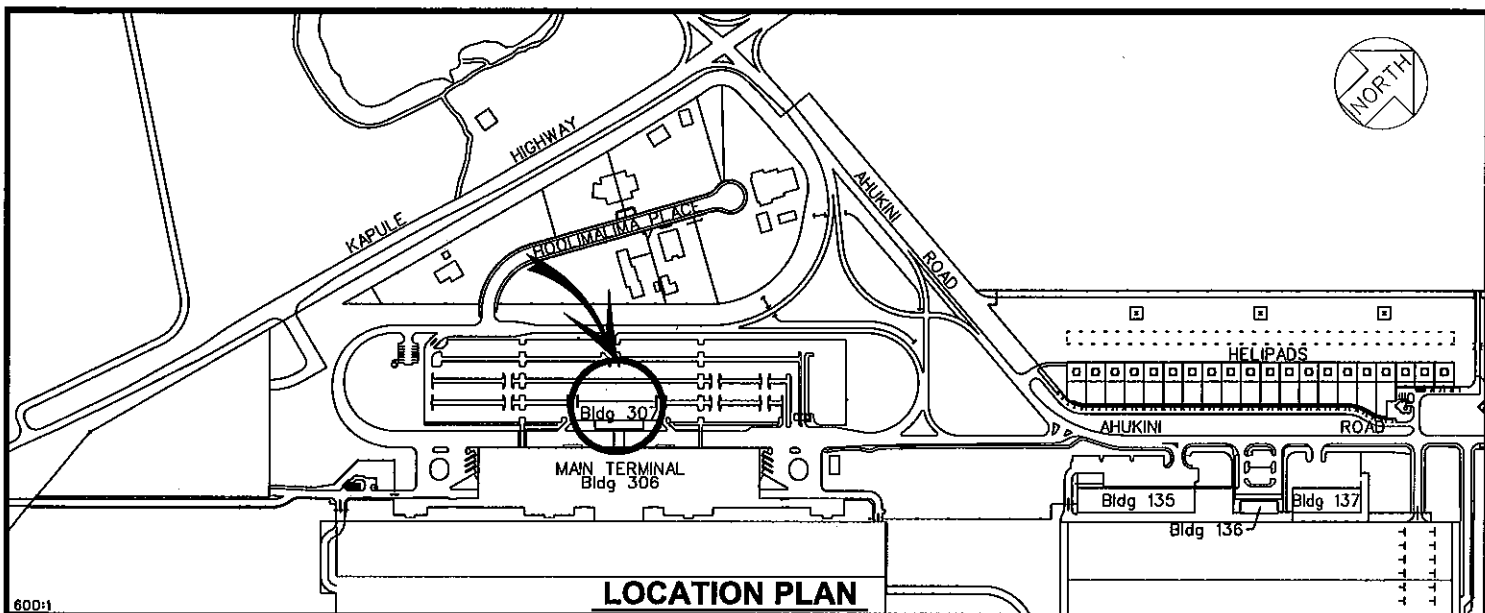 NORTH
HIGHWAY
KAPULE
AHUKINI
ROAD
HOOLIMALIMA PLACE
HELIPADS
Bldg 307
AHUKINI ROAD
MAIN TERMINAL
Bldg 306
Bldg 135
Bldg 137
Bldg 136
LOCATION PLAN
600:1